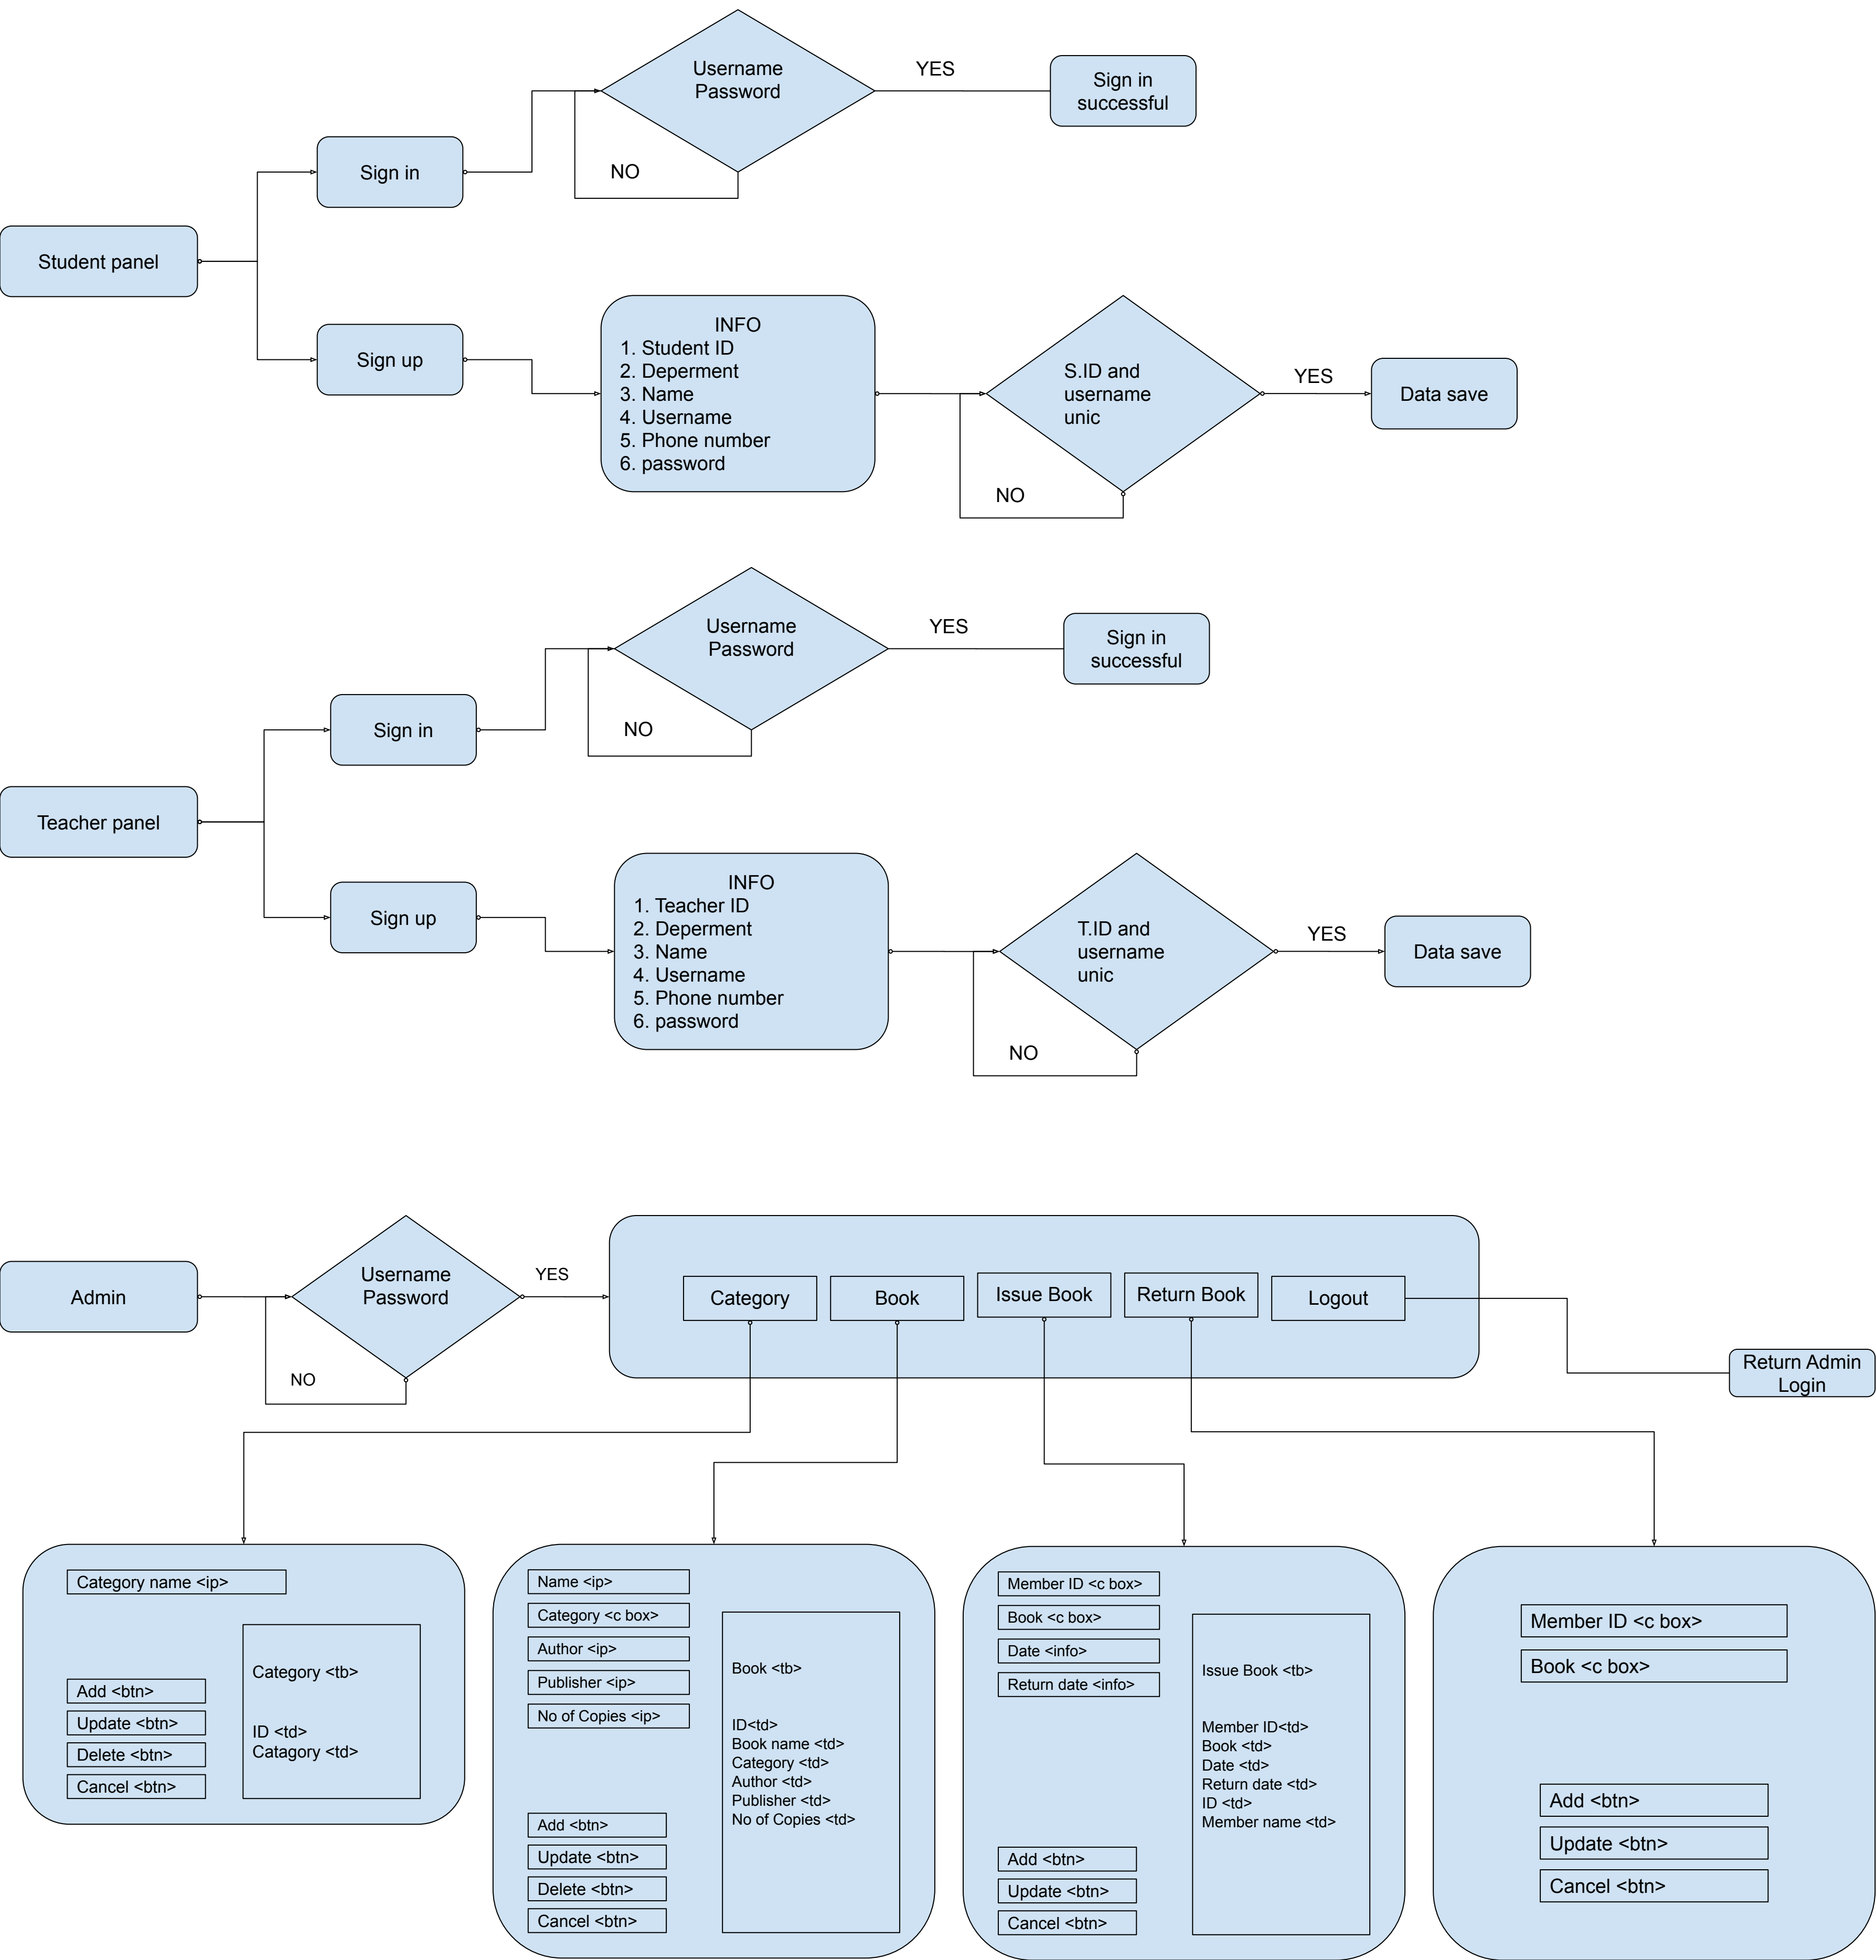 Username
Password
YES
Sign in
successful
Sign in
NO
Student panel
Sign up
INFO
1. Student ID
2. Deperment
3. Name
4. Username
5. Phone number
6. password
S.ID and
username
unic
YES
Data save
NO
Username
Password
YES
Sign in
successful
Sign in
NO
Teacher panel
Sign up
INFO
1. Teacher ID
2. Deperment
3. Name
4. Username
5. Phone number
6. password
T.ID and
username
unic
YES
Data save
NO
Admin
Username
Password
YES
NO
Category
Book
Issue Book
Return Book
Logout
Return Admin
Login
Category name <ip>
Add <btn>
Update <btn>
Delete <btn>
Cancel <btn>
Category <tb>
ID <td>
Catagory <td>
Name <ip>
Category <c box>
Author <ip>
Publisher <ip>
No of Copies <ip>
Add <btn>
Update <btn>
Delete <btn>
Cancel <btn>
Book <tb>
ID<td>
Book name <td>
Category <td>
Author <td>
Publisher <td>
No of Copies <td>
Member ID <c box>
Book <c box>
Date <info>
Return date <info>
Add <btn>
Update <btn>
Cancel <btn>
Issue Book <tb>
Member ID<td>
Book <td>
Date <td>
Return date <td>
ID <td>
Member name <td>
Member ID <c box>
Book <c box>
Add <btn>
Update <btn>
Cancel <btn>